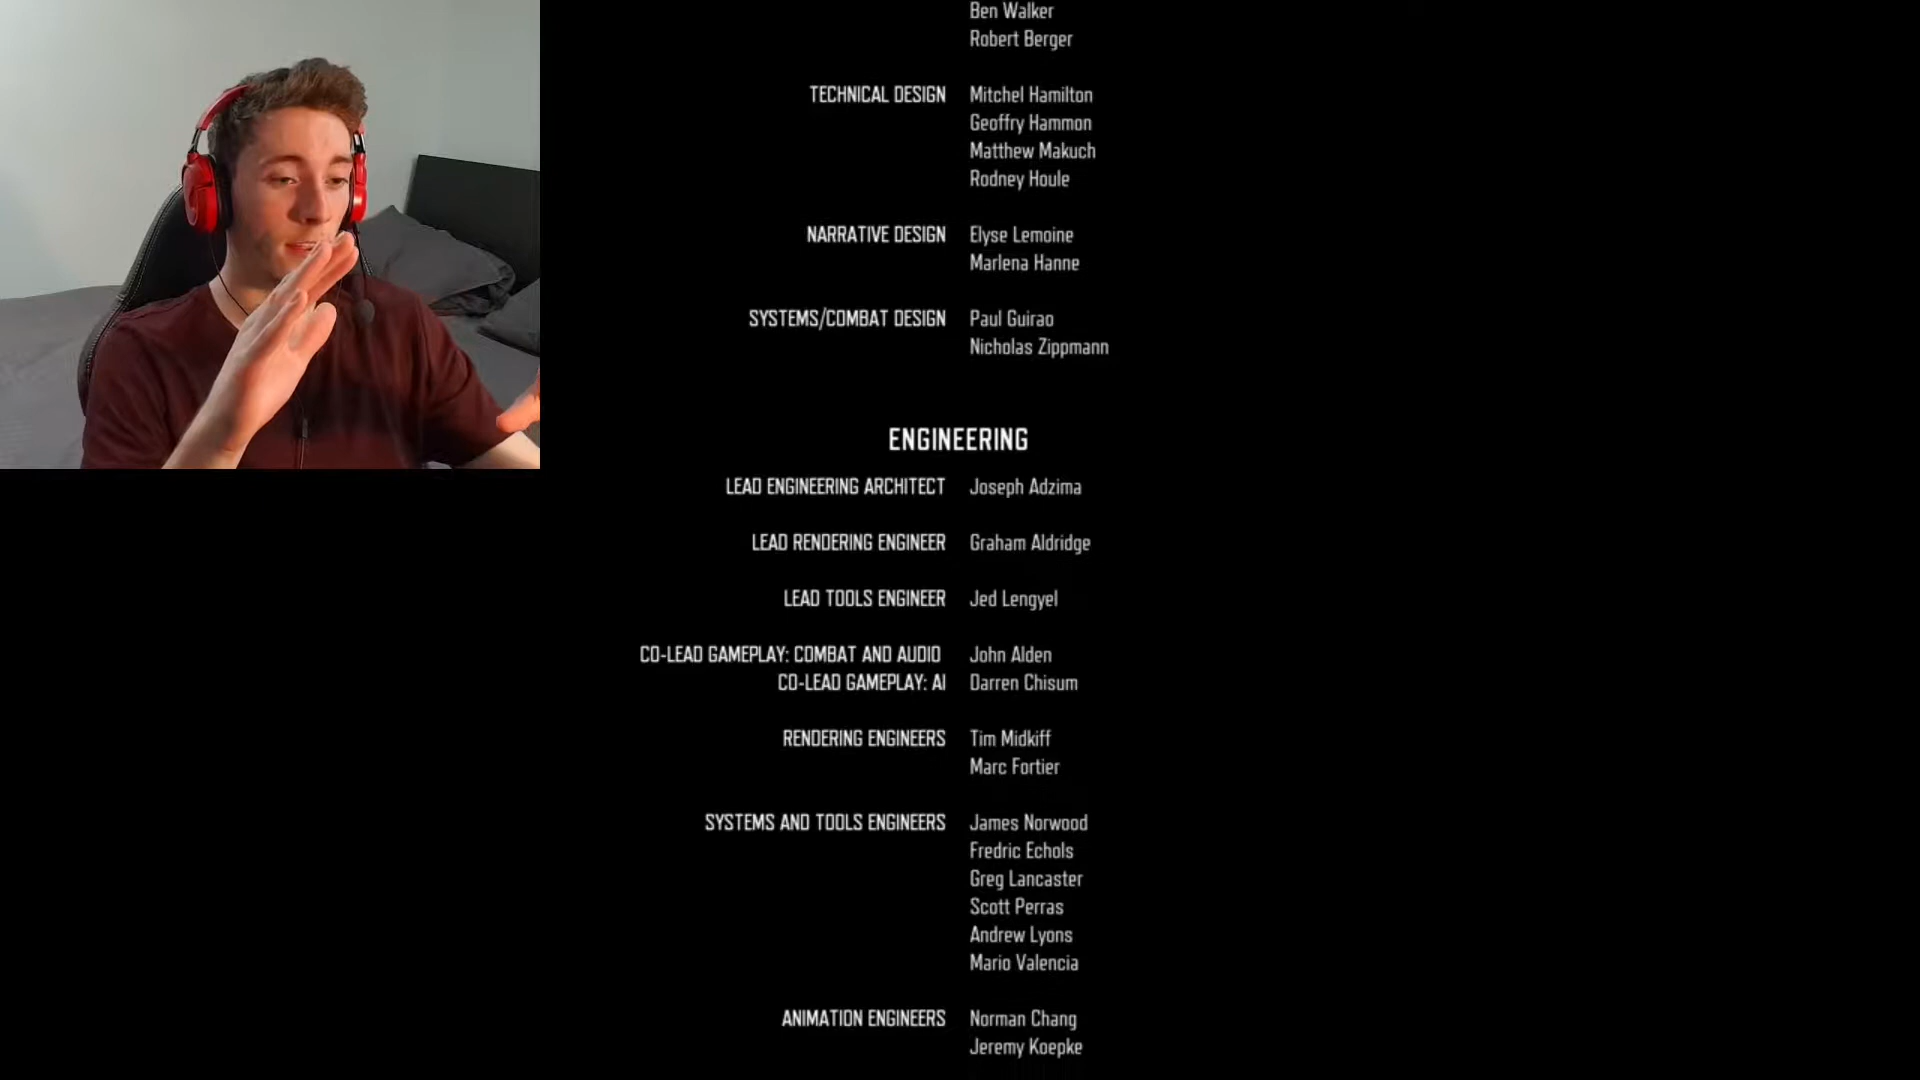 Ben Walker
Robert Berger
TECHNICAL DESIGN Mitchel Hamilton
Geoffry Hammon
Matthew Makuch
Rodney Houle
NARRATIVE DESIGN Elyse Lemoine
Marlena Hanne
SYSTEMS/COMBAT DESIGN Paul Guirao
Nicholas Zippmann
ENGINEERING
LEAD ENGINEERING ARCHITECT Joseph Adzima
LEAD RENDERING ENGINEER Graham Aldridge
LEAD TOOLS ENGINEER Jed Lengyel
CO-LEAD GAMEPLAY: COMBAT AND AUDIO John Alden
CO-LEAD GAMEPLAY: AI Darren Chisum
RENDERING ENGINEERS Tim Midkiff
Marc Fortier
SYSTEMS AND TOOLS ENGINEERS James Norwood
Fredric Echols
Greg Lancaster
Scott Perras
Andrew Lyons
Mario Valencia
ANIMATION ENGINEERS Norman Chang
Jeremy Koepke